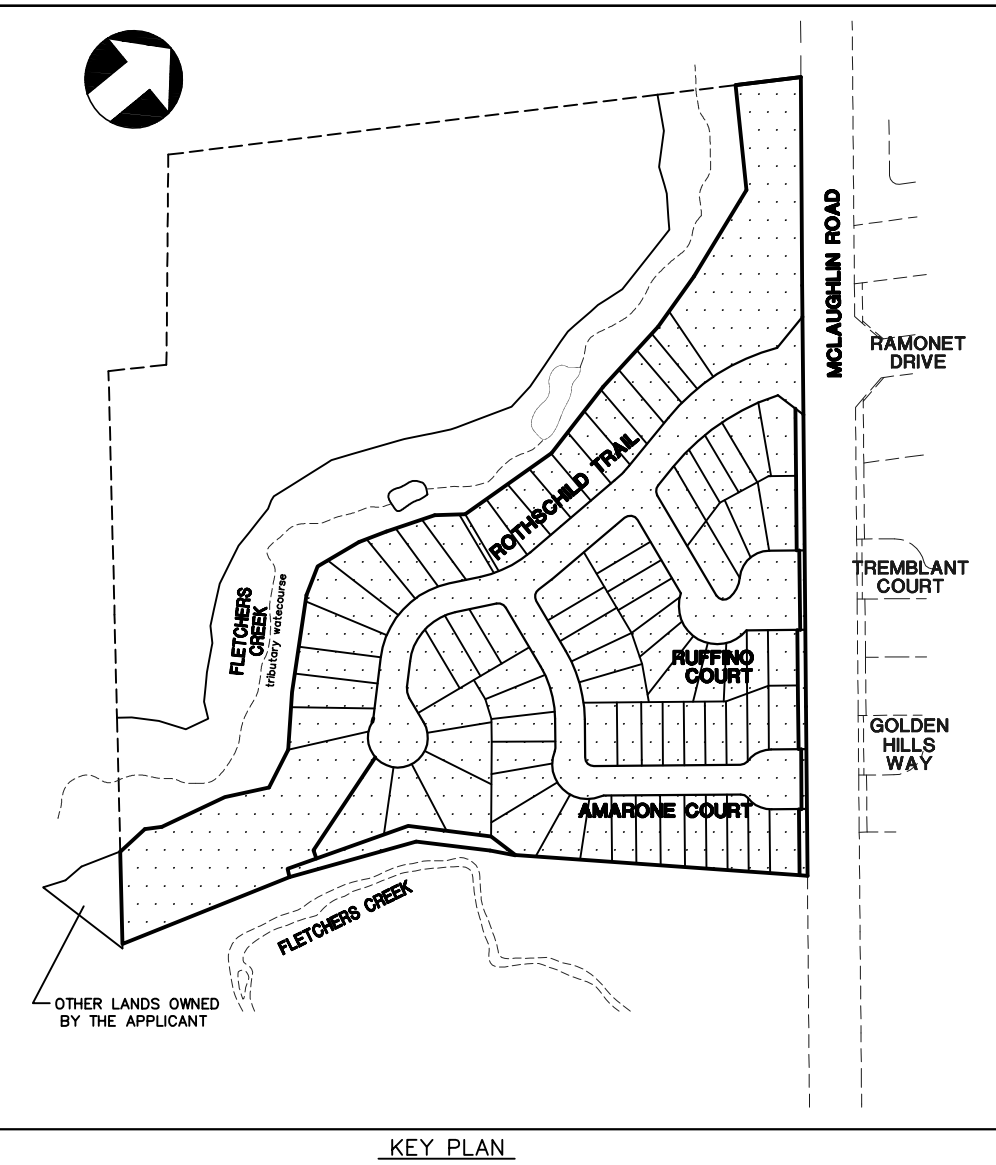 MCLAUGHLIN ROAD
RAMONET
DRIVE
ROTHSCHILD TRAIL
TREMBLANT
COURT
FLETCHERS
CREEK
tributary watercourse
RUFFINO
COURT
GOLDEN
HILLS
WAY
AMARONE COURT
FLETCHERS CREEK
OTHER LANDS OWNED
BY THE APPLICANT
KEY PLAN